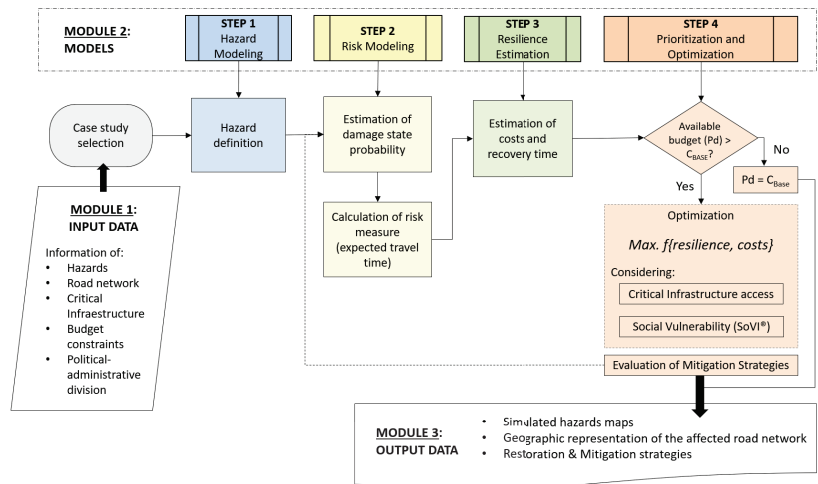 MODULE 2:
MODELS
STEP 1
Hazard
Modeling
STEP 2
Risk Modeling
STEP 3
Resilience
Estimation
STEP 4
Prioritization and
Optimization
Case study
selection
Hazard
definition
Estimation of
damage state
probability
Calculation of risk
measure
(expected travel
time)
Estimation of
costs and
recovery time
Available
budget (Pd) >
C_BASE?
No
Pd = C_Base
Yes
Optimization
Max. f{resilience, costs}
Considering:
Critical Infrastructure access
Social Vulnerability (SoVI®)
Evaluation of Mitigation Strategies
MODULE 1:
INPUT DATA
Information of:
• Hazards
• Road network
• Critical
Infraestructure
• Budget
constraints
• Political-
administrative
division
MODULE 3:
OUTPUT DATA
• Simulated hazards maps
• Geographic representation of the affected road network
• Restoration & Mitigation strategies